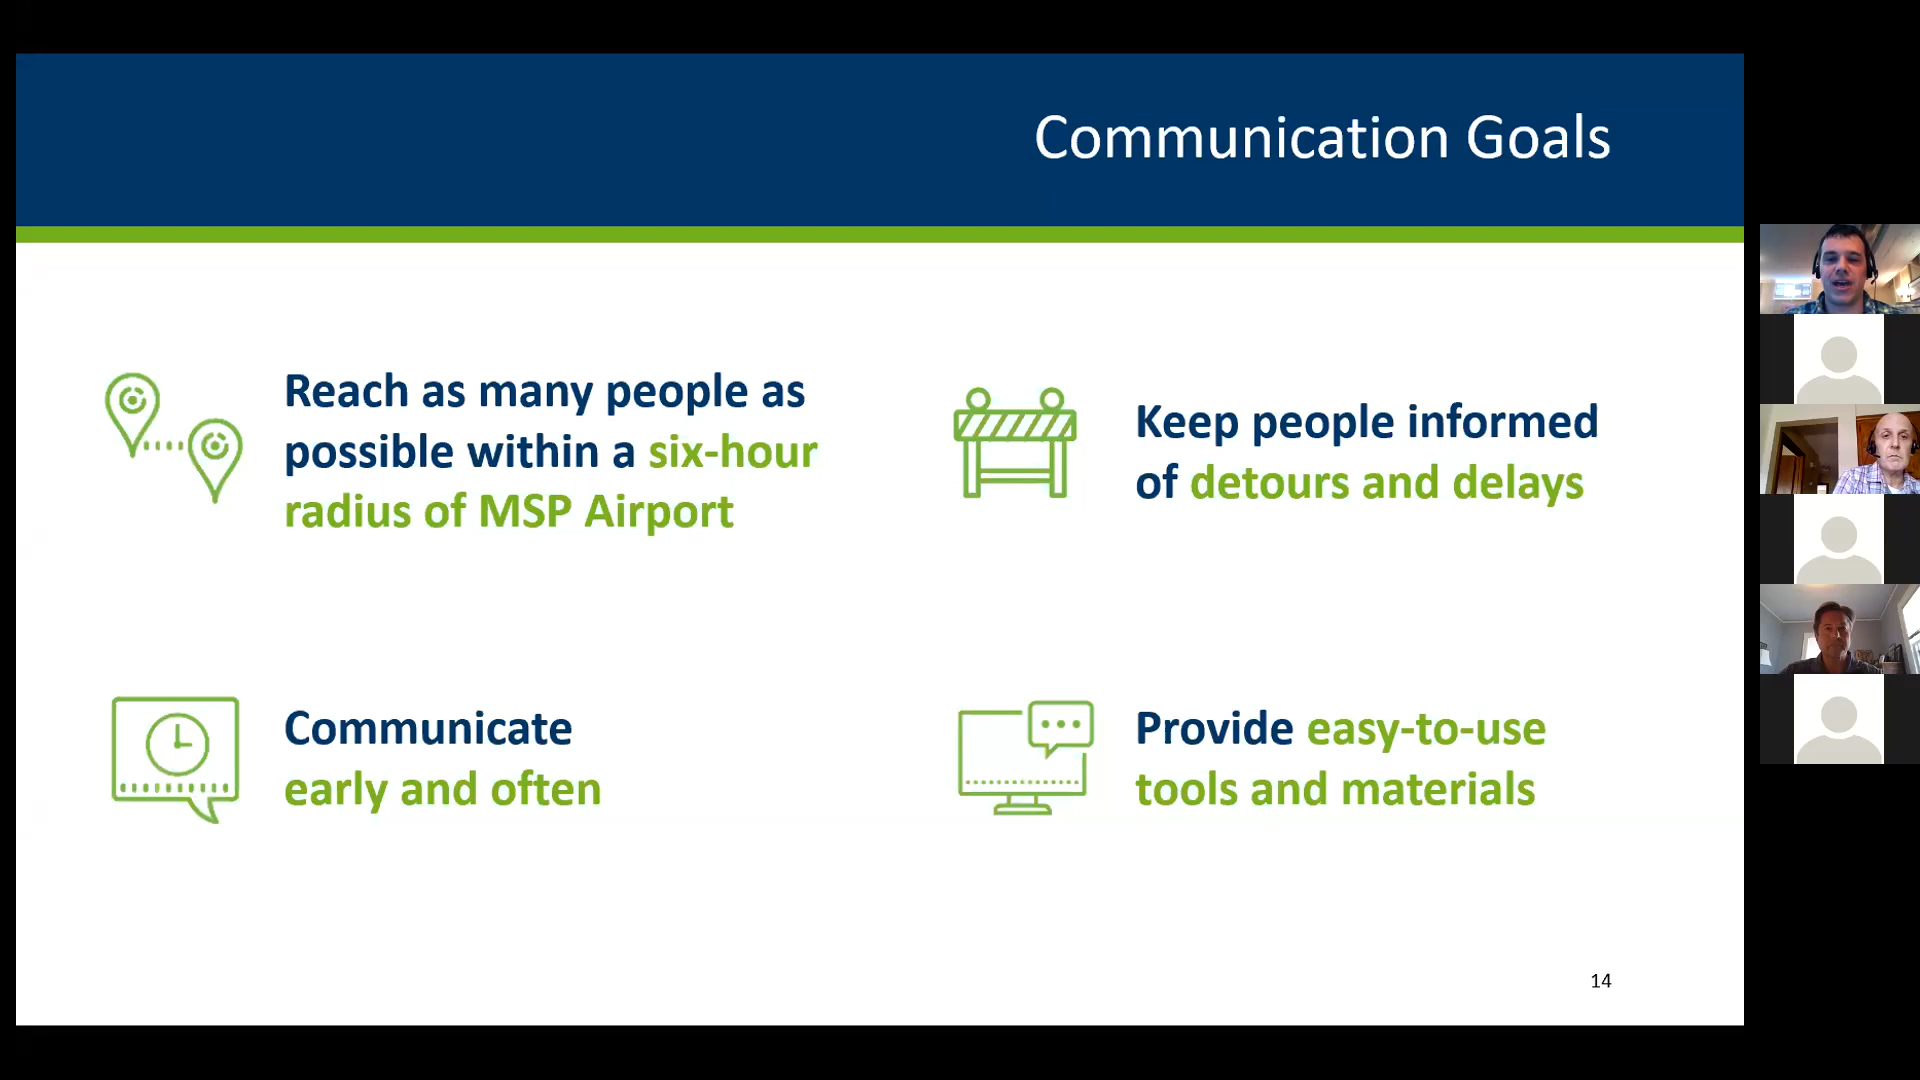 Communication Goals
Reach as many people as
possible within a six-hour
radius of MSP Airport
Keep people informed
of detours and delays
Communicate
early and often
Provide easy-to-use
tools and materials
14